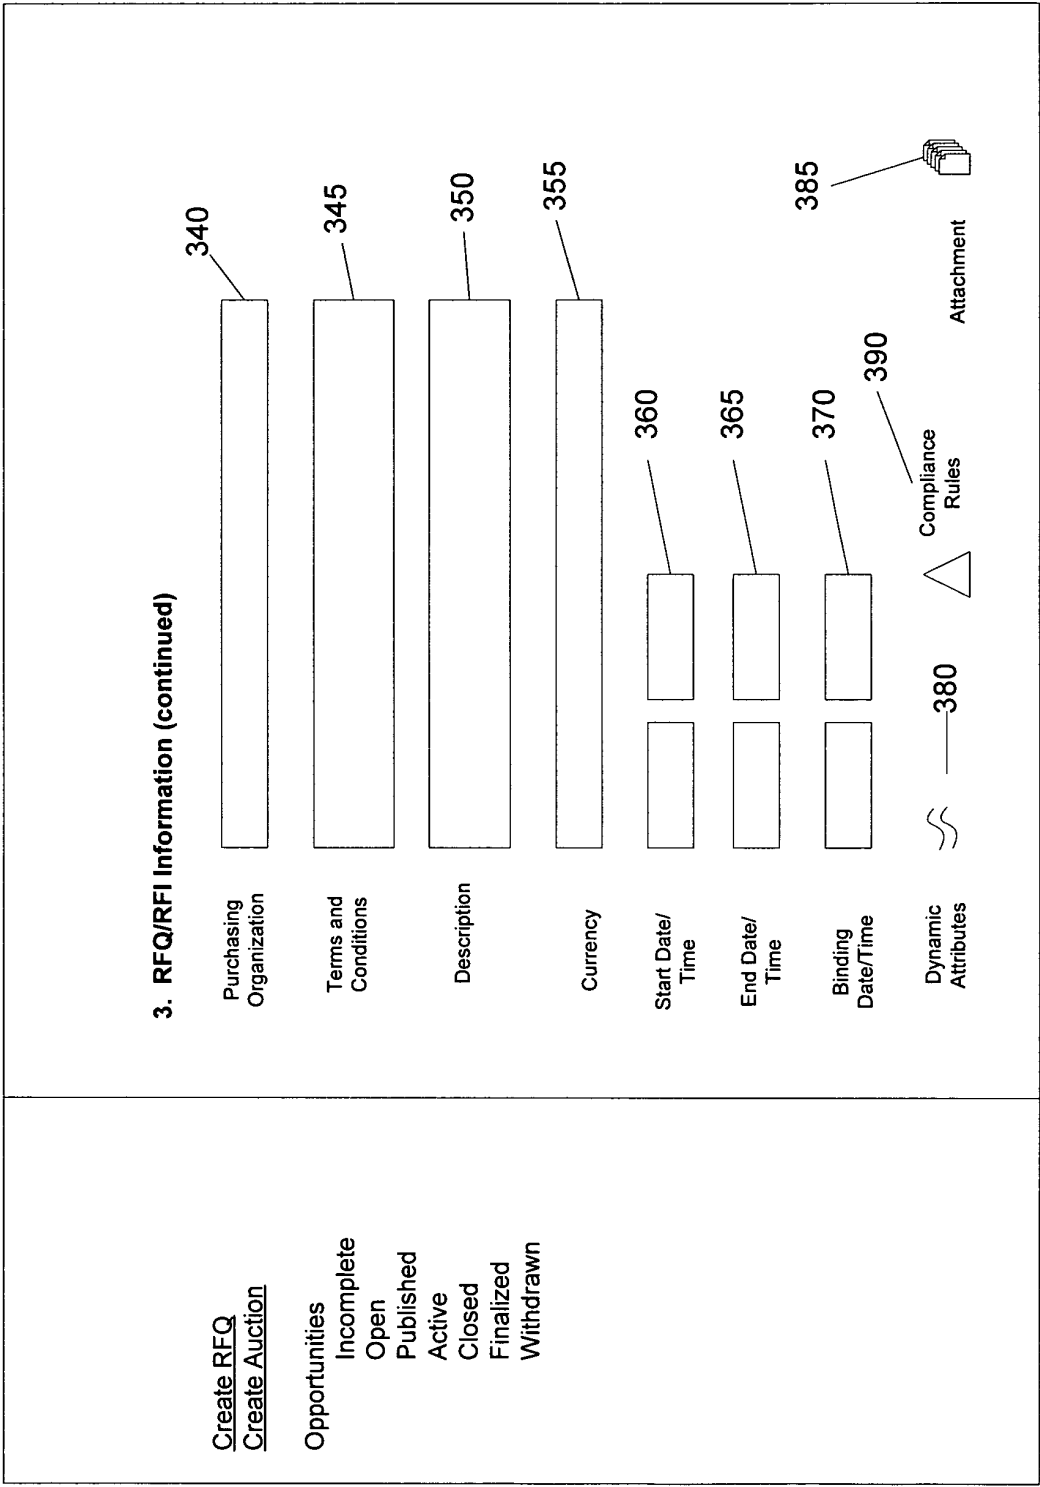 Create RFQ
Create Auction
Opportunities
Incomplete
Open
Published
Active
Closed
Finalized
Withdrawn
3. RFQ/RFI Information (continued)
Purchasing
Organization
340
Terms and
Conditions
345
Description
350
Currency
355
Start Date/
Time
360
End Date/
Time
365
Binding
Date/Time
370
Dynamic
Attributes
380
Compliance
Rules
390
Attachment
385